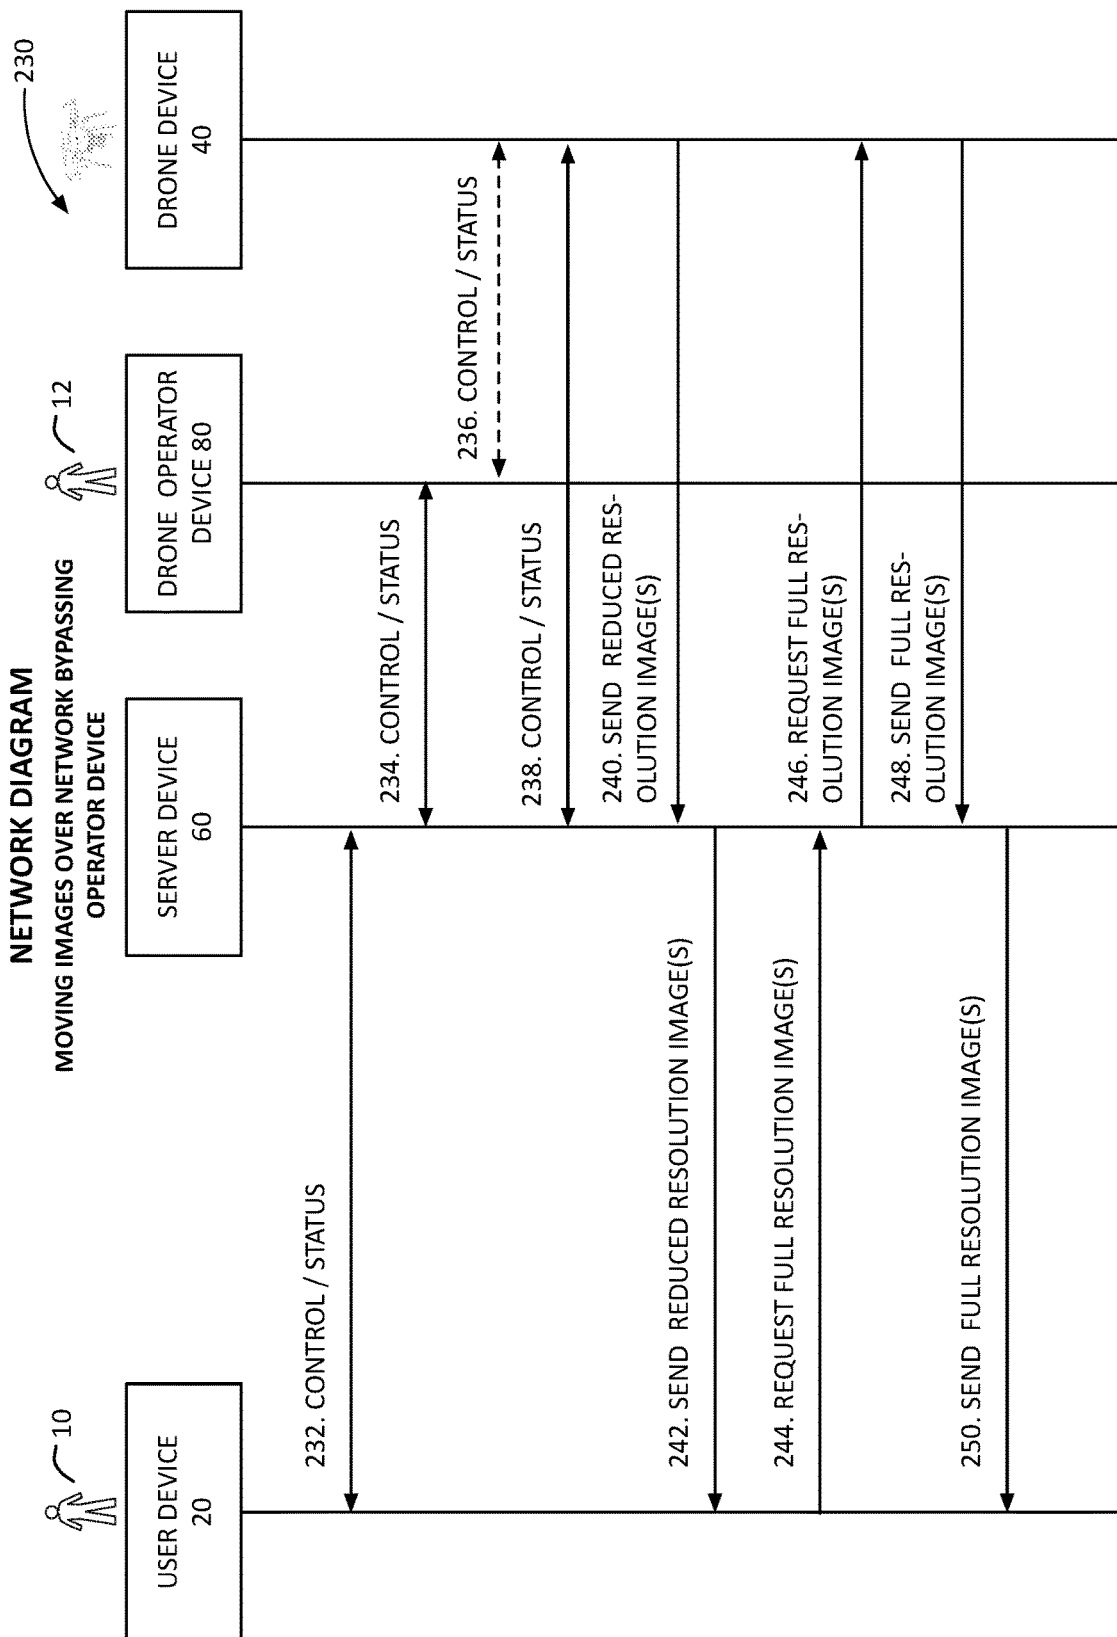 NETWORK DIAGRAM
MOVING IMAGES OVER NETWORK BYPASSING
OPERATOR DEVICE
10
12
230
USER DEVICE
20
SERVER DEVICE
60
DRONE OPERATOR
DEVICE 80
DRONE DEVICE
40
232. CONTROL / STATUS
234. CONTROL / STATUS
236. CONTROL / STATUS
238. CONTROL / STATUS
240. SEND REDUCED RES-
OLUTION IMAGE(S)
242. SEND REDUCED RESOLUTION IMAGE(S)
244. REQUEST FULL RESOLUTION IMAGE(S)
246. REQUEST FULL RES-
OLUTION IMAGE(S)
248. SEND FULL RES-
OLUTION IMAGE(S)
250. SEND FULL RESOLUTION IMAGE(S)